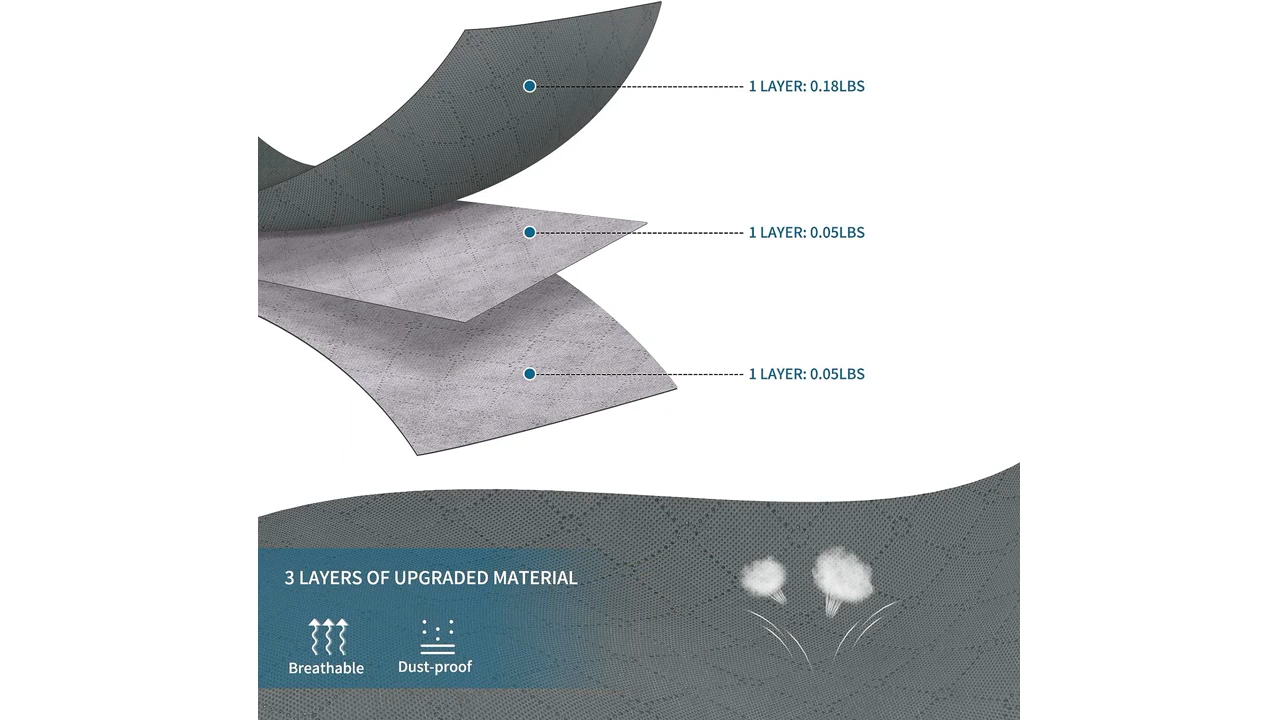 1 LAYER: 0.18LBS
1 LAYER: 0.05LBS
1 LAYER: 0.05LBS
3 LAYERS OF UPGRADED MATERIAL
Breathable
Dust-proof